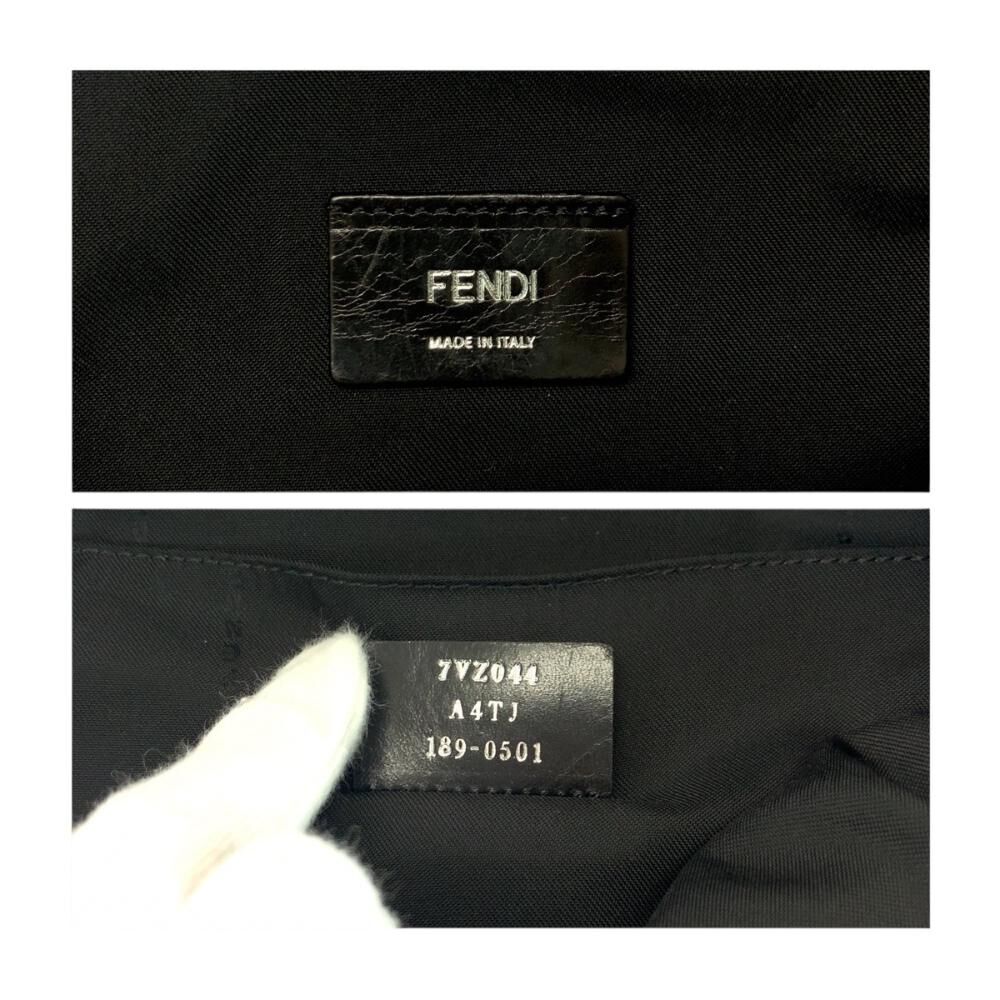 FENDI
MADE IN ITALY
7VZ044
A4TJ
189-0501